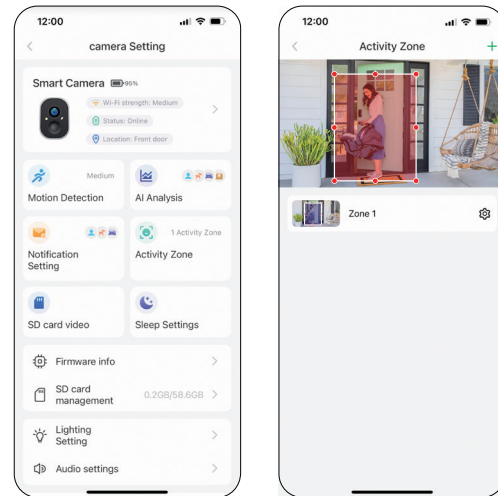 12:00
camera Setting
Smart Camera 95%
Wi-Fi strength: Medium
Status: Online
Location: Front door
Medium
Motion Detection
AI Analysis
Notification
Setting
1 Activity Zone
Activity Zone
SD card video
Sleep Settings
Firmware info
SD card
management
0.2GB/58.6GB
Lighting
Setting
Audio settings
12:00
Activity Zone
Zone 1